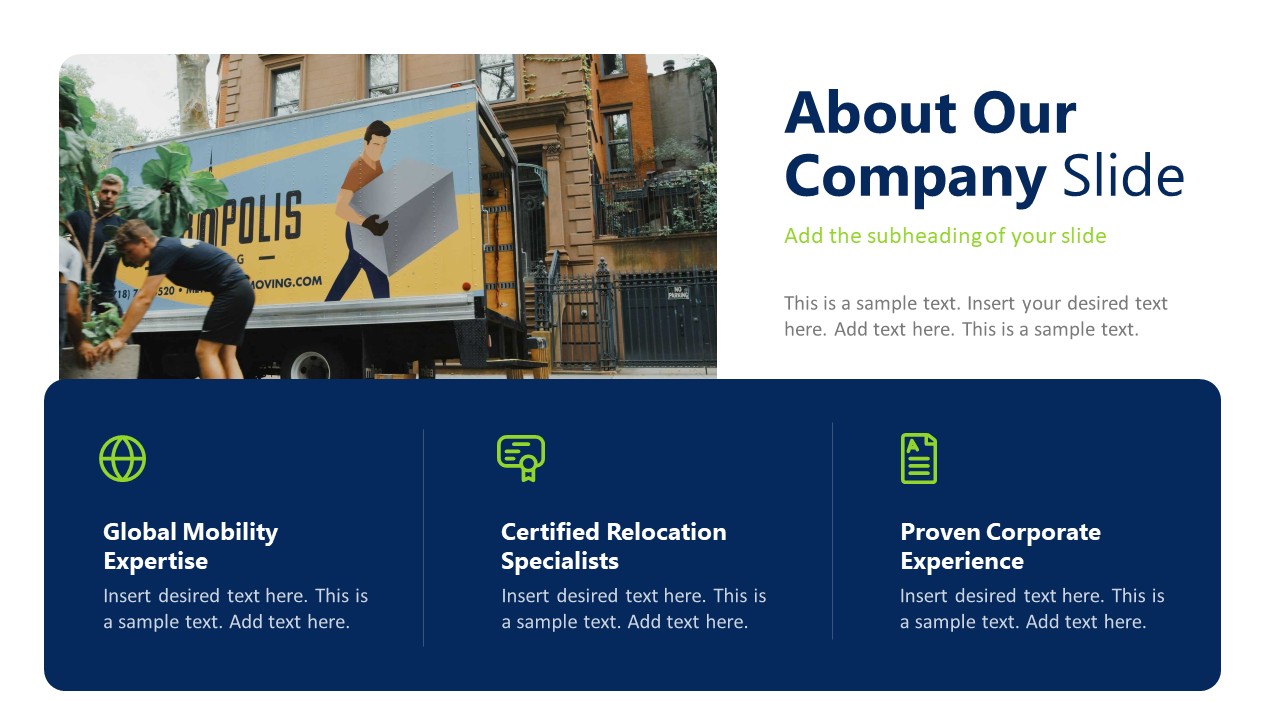 About Our
Company Slide
Add the subheading of your slide
This is a sample text. Insert your desired text
here. Add text here. This is a sample text.
NO
PARKING
Global Mobility
Expertise
Insert desired text here. This is
a sample text. Add text here.
Certified Relocation
Specialists
Insert desired text here. This is
a sample text. Add text here.
Proven Corporate
Experience
Insert desired text here. This is
a sample text. Add text here.